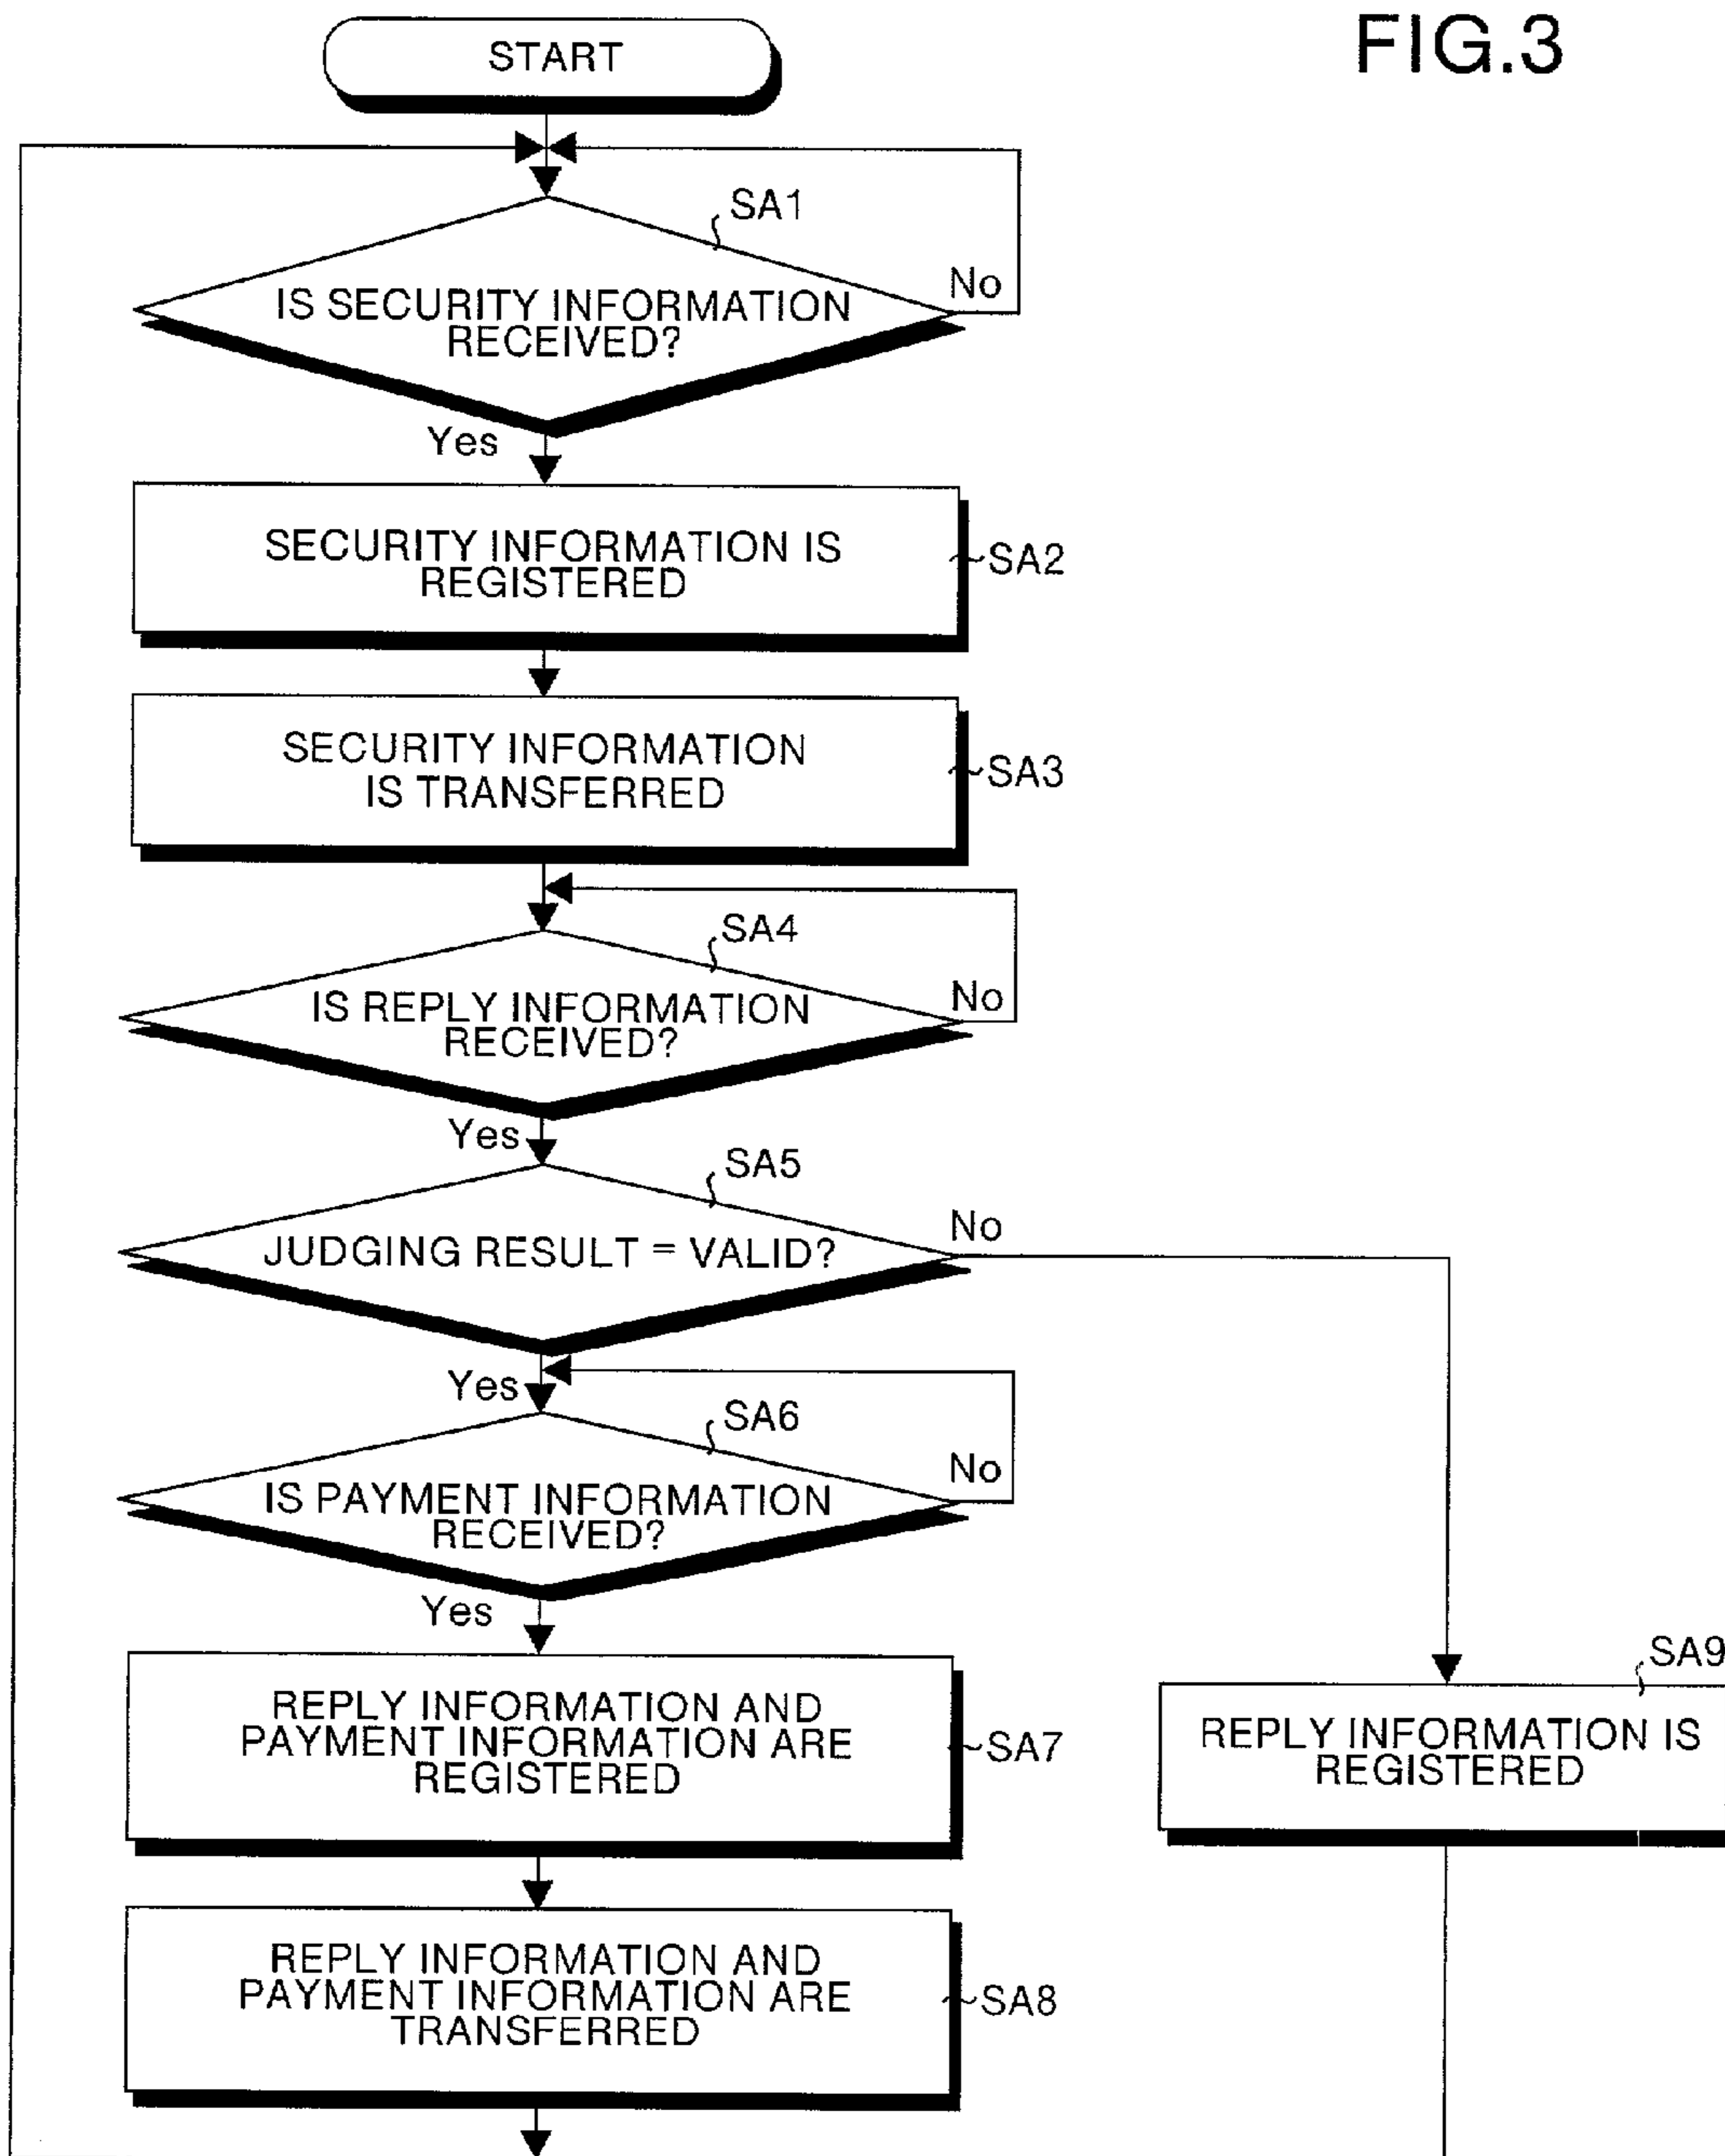 FIG.3
START
SA1
IS SECURITY INFORMATION
RECEIVED?
No
Yes
SECURITY INFORMATION IS
REGISTERED
SA2
SECURITY INFORMATION
IS TRANSFERRED
SA3
SA4
IS REPLY INFORMATION
RECEIVED?
No
Yes
SA5
JUDGING RESULT = VALID?
No
Yes
SA6
IS PAYMENT INFORMATION
RECEIVED?
No
Yes
REPLY INFORMATION AND
PAYMENT INFORMATION ARE
REGISTERED
SA7
SA9
REPLY INFORMATION IS
REGISTERED
REPLY INFORMATION AND
PAYMENT INFORMATION ARE
TRANSFERRED
SA8